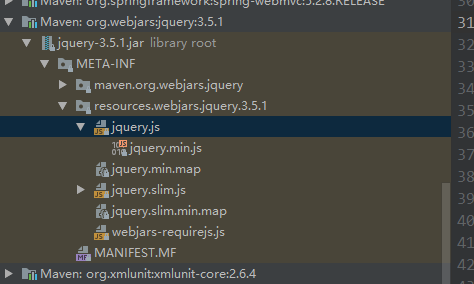 Maven: org.springframework:spring-webmvc:5.2.8.RELEASE
Maven: org.webjars:jquery:3.5.1
31
jquery-3.5.1.jar library root
32
META-INF
33
maven.org.webjars.jquery
34
resources.webjars.jquery.3.5.1
35
jquery.js
36
jquery.min.js
37
jquery.min.map
38
jquery.slim.js
39
jquery.slim.min.map
40
webjars-requirejs.js
41
MANIFEST.MF
42
Maven: org.xmlunit:xmlunit-core:2.6.4